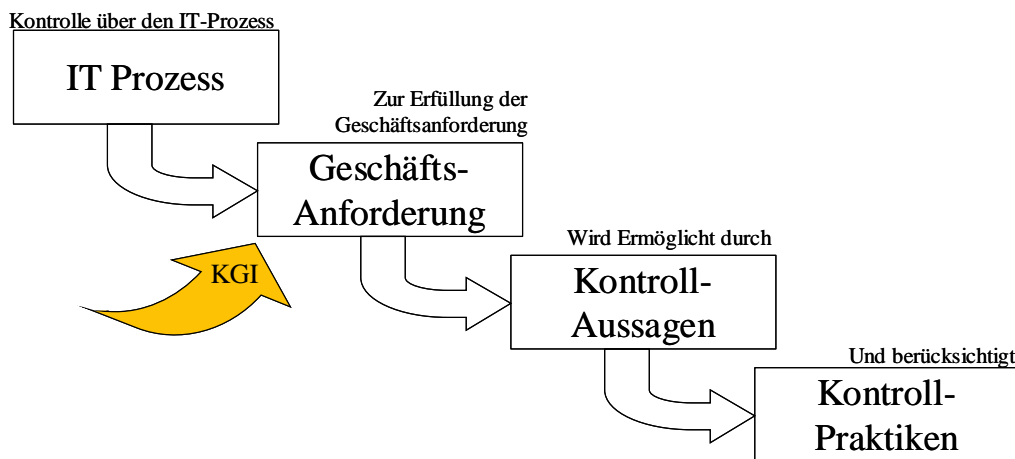 Kontrolle über den IT-Prozess
IT Prozess
Zur Erfüllung der
Geschäftsanforderung
Geschäfts-
Anforderung
KGI
Wird Ermöglicht durch
Kontroll-
Aussagen
Und berücksichtigt
Kontroll-
Praktiken